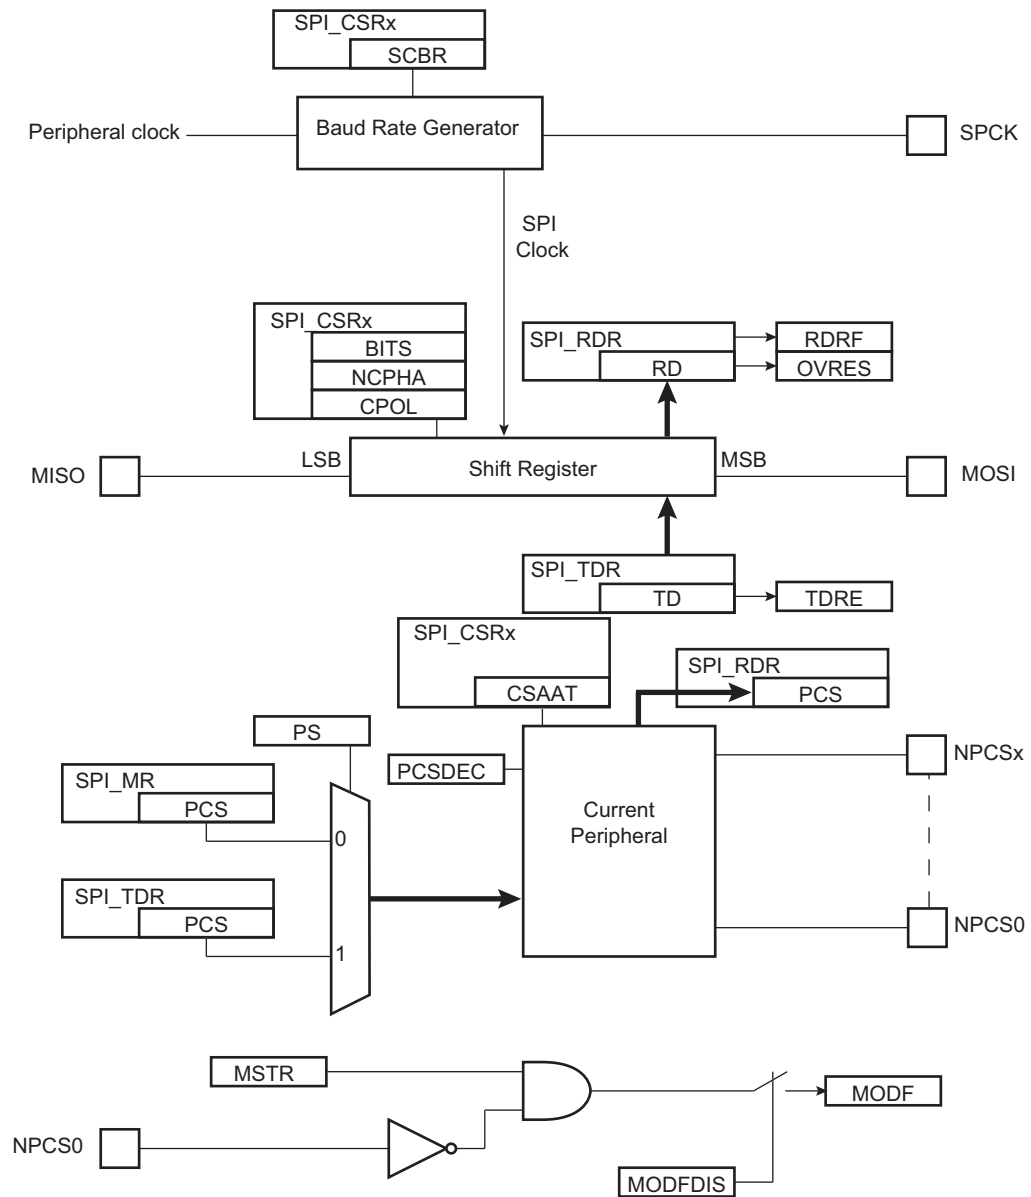 SPI_CSRx
SCBR
Peripheral clock
Baud Rate Generator
SPCK
SPI
Clock
SPI_CSRx
BITS
NCPHA
CPOL
SPI_RDR
RD
RDRF
OVRES
MISO
LSB
Shift Register
MSB
MOSI
SPI_TDR
TD
TDRE
SPI_CSRx
CSAAT
SPI_RDR
PCS
PS
PCSDEC
SPI_MR
PCS
0
Current
Peripheral
NPCSx
SPI_TDR
PCS
1
NPCS0
MSTR
MODF
NPCS0
MODFDIS